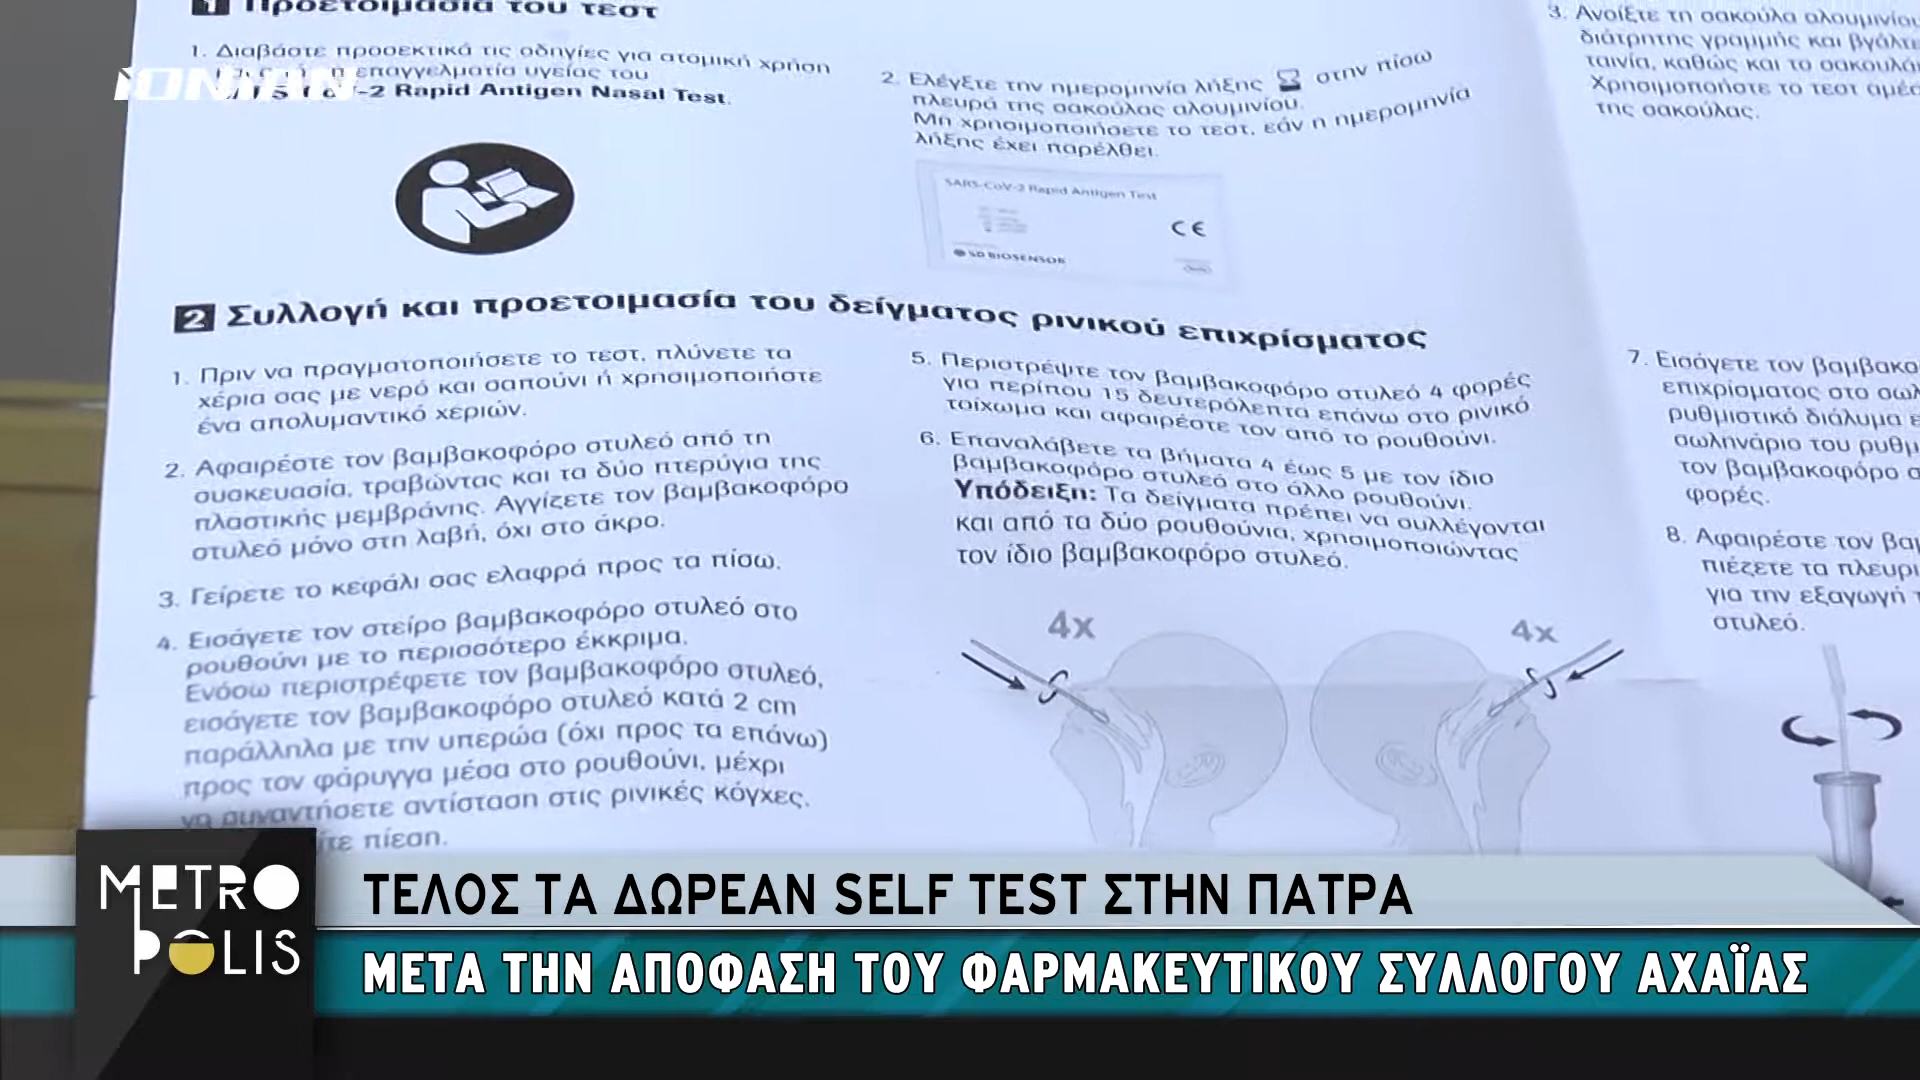 1 Προετοιμασία του τεστ
1. Διαβάστε προσεκτικά τις οδηγίες για ατομική χρήση
επαγγελματία υγείας του
-2 Rapid Antigen Nasal Test.
IONIAN
2. Ελέγξτε την ημερομηνία λήξης στην πίσω
πλευρά της σακούλας αλουμινίου.
Μη χρησιμοποιήσετε το τεστ, εάν η ημερομηνία
λήξης έχει παρέλθει.
SARS-CoV-2 Rapid Antigen Test
CE
SD BIOSENSOR
3. Ανοίξτε τη σακούλα αλουμινίου
διάτρητης γραμμής και βγάλτε
ταινία, καθώς και το σακουλά
Χρησιμοποιήστε το τεστ αμέσ
της σακούλας.
2 Συλλογή και προετοιμασία του δείγματος ρινικού επιχρίσματος
1. Πριν να πραγματοποιήσετε το τεστ, πλύνετε τα
χέρια σας με νερό και σαπούνι ή χρησιμοποιήστε
ένα απολυμαντικό χεριών.
2. Αφαιρέστε τον βαμβακοφόρο στυλεό από τη
συσκευασία, τραβώντας και τα δύο πτερύγια της
πλαστικής μεμβράνης. Αγγίζετε τον βαμβακοφόρο
στυλεό μόνο στη λαβή, όχι στο άκρο.
3. Γείρετε το κεφάλι σας ελαφρά προς τα πίσω.
4. Εισάγετε τον στείρο βαμβακοφόρο στυλεό στο
ρουθούνι με το περισσότερο έκκριμα.
Ενόσω περιστρέφετε τον βαμβακοφόρο στυλεό,
εισάγετε τον βαμβακοφόρο στυλεό κατά 2 cm
παράλληλα με την υπερώα (όχι προς τα επάνω)
προς τον φάρυγγα μέσα στο ρουθούνι, μέχρι
να συναντήσετε αντίσταση στις ρινικές κόγχες.
πίεση.
5. Περιστρέψτε τον βαμβακοφόρο στυλεό 4 φορές
για περίπου 15 δευτερόλεπτα επάνω στο ρινικό
τοίχωμα και αφαιρέστε τον από το ρουθούνι.
6. Επαναλάβετε τα βήματα 4 έως 5 με τον ίδιο
βαμβακοφόρο στυλεό στο άλλο ρουθούνι.
Υπόδειξη: Τα δείγματα πρέπει να συλλέγονται
και από τα δύο ρουθούνια, χρησιμοποιώντας
τον ίδιο βαμβακοφόρο στυλεό.
4x
4x
7. Εισάγετε τον βαμβακο
επιχρίσματος στο σωλ
ρυθμιστικό διάλυμα ε
σωληνάριο του ρυθμ
τον βαμβακοφόρο σ
φορές.
8. Αφαιρέστε τον βαμ
πιέζετε τα πλευρι
για την εξαγωγή τ
στυλεό.
METROPOLIS
ΤΕΛΟΣ ΤΑ ΔΩΡΕΑΝ SELF TEST ΣΤΗΝ ΠΑΤΡΑ
ΜΕΤΑ ΤΗΝ ΑΠΟΦΑΣΗ ΤΟΥ ΦΑΡΜΑΚΕΥΤΙΚΟΥ ΣΥΛΛΟΓΟΥ ΑΧΑΪΑΣ